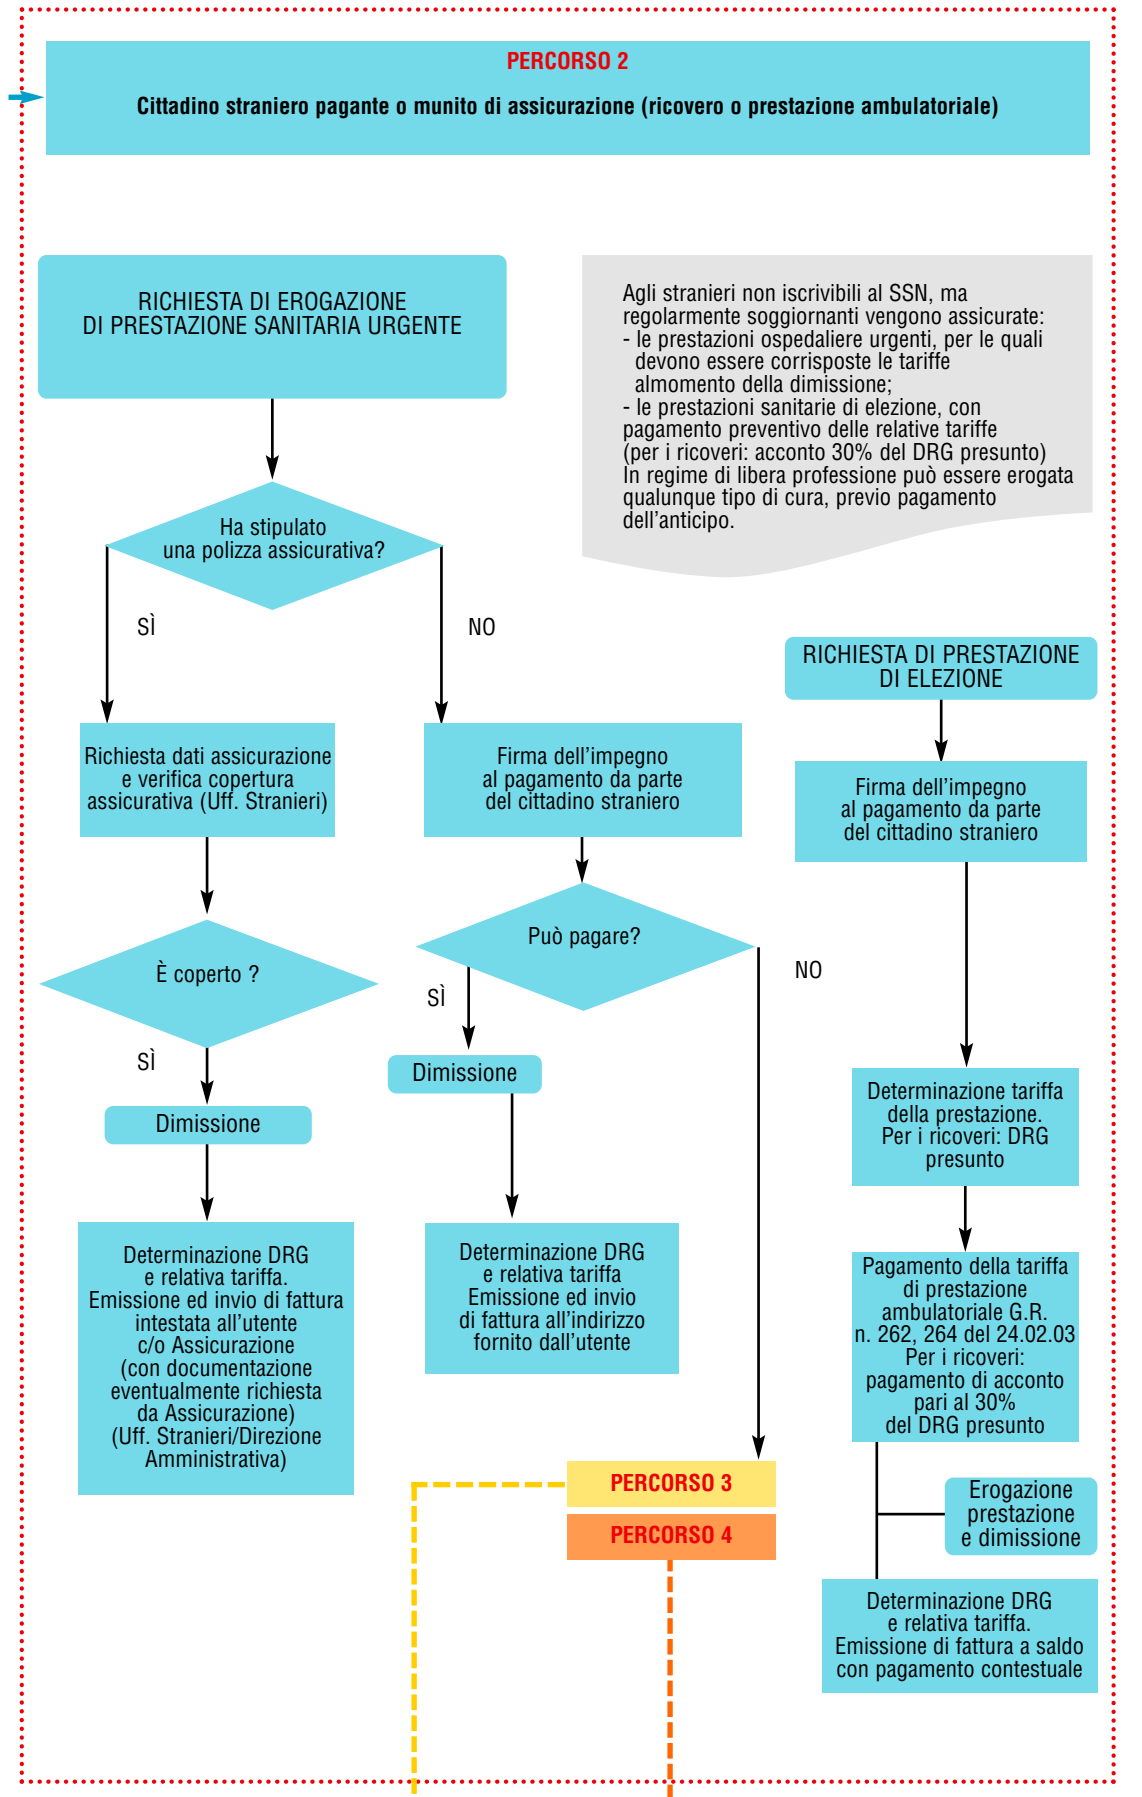 PERCORSO 2
Cittadino straniero pagante o munito di assicurazione (ricovero o prestazione ambulatoriale)
RICHIESTA DI EROGAZIONE
DI PRESTAZIONE SANITARIA URGENTE
Agli stranieri non iscrivibili al SSN, ma
regolarmente soggiornanti vengono assicurate:
- le prestazioni ospedaliere urgenti, per le quali
devono essere corrisposte le tariffe
almomento della dimissione;
- le prestazioni sanitarie di elezione, con
pagamento preventivo delle relative tariffe
(per i ricoveri: acconto 30% del DRG presunto)
In regime di libera professione può essere erogata
qualunque tipo di cura, previo pagamento
dell'anticipo.
Ha stipulato
una polizza assicurativa?
SÌ
NO
RICHIESTA DI PRESTAZIONE
DI ELEZIONE
Richiesta dati assicurazione
e verifica copertura
assicurativa (Uff. Stranieri)
Firma dell'impegno
al pagamento da parte
del cittadino straniero
Firma dell'impegno
al pagamento da parte
del cittadino straniero
È coperto ?
Può pagare?
NO
SÌ
SÌ
Dimissione
Dimissione
Determinazione tariffa
della prestazione.
Per i ricoveri: DRG
presunto
Determinazione DRG
e relativa tariffa.
Emissione ed invio di fattura
intestata all'utente
c/o Assicurazione
(con documentazione
eventualmente richiesta
da Assicurazione)
(Uff. Stranieri/Direzione
Amministrativa)
Determinazione DRG
e relativa tariffa
Emissione ed invio
di fattura all'indirizzo
fornito dall'utente
Pagamento della tariffa
di prestazione
ambulatoriale G.R.
n. 262, 264 del 24.02.03
Per i ricoveri:
pagamento di acconto
pari al 30%
del DRG presunto
PERCORSO 3
PERCORSO 4
Erogazione
prestazione
e dimissione
Determinazione DRG
e relativa tariffa.
Emissione di fattura a saldo
con pagamento contestuale